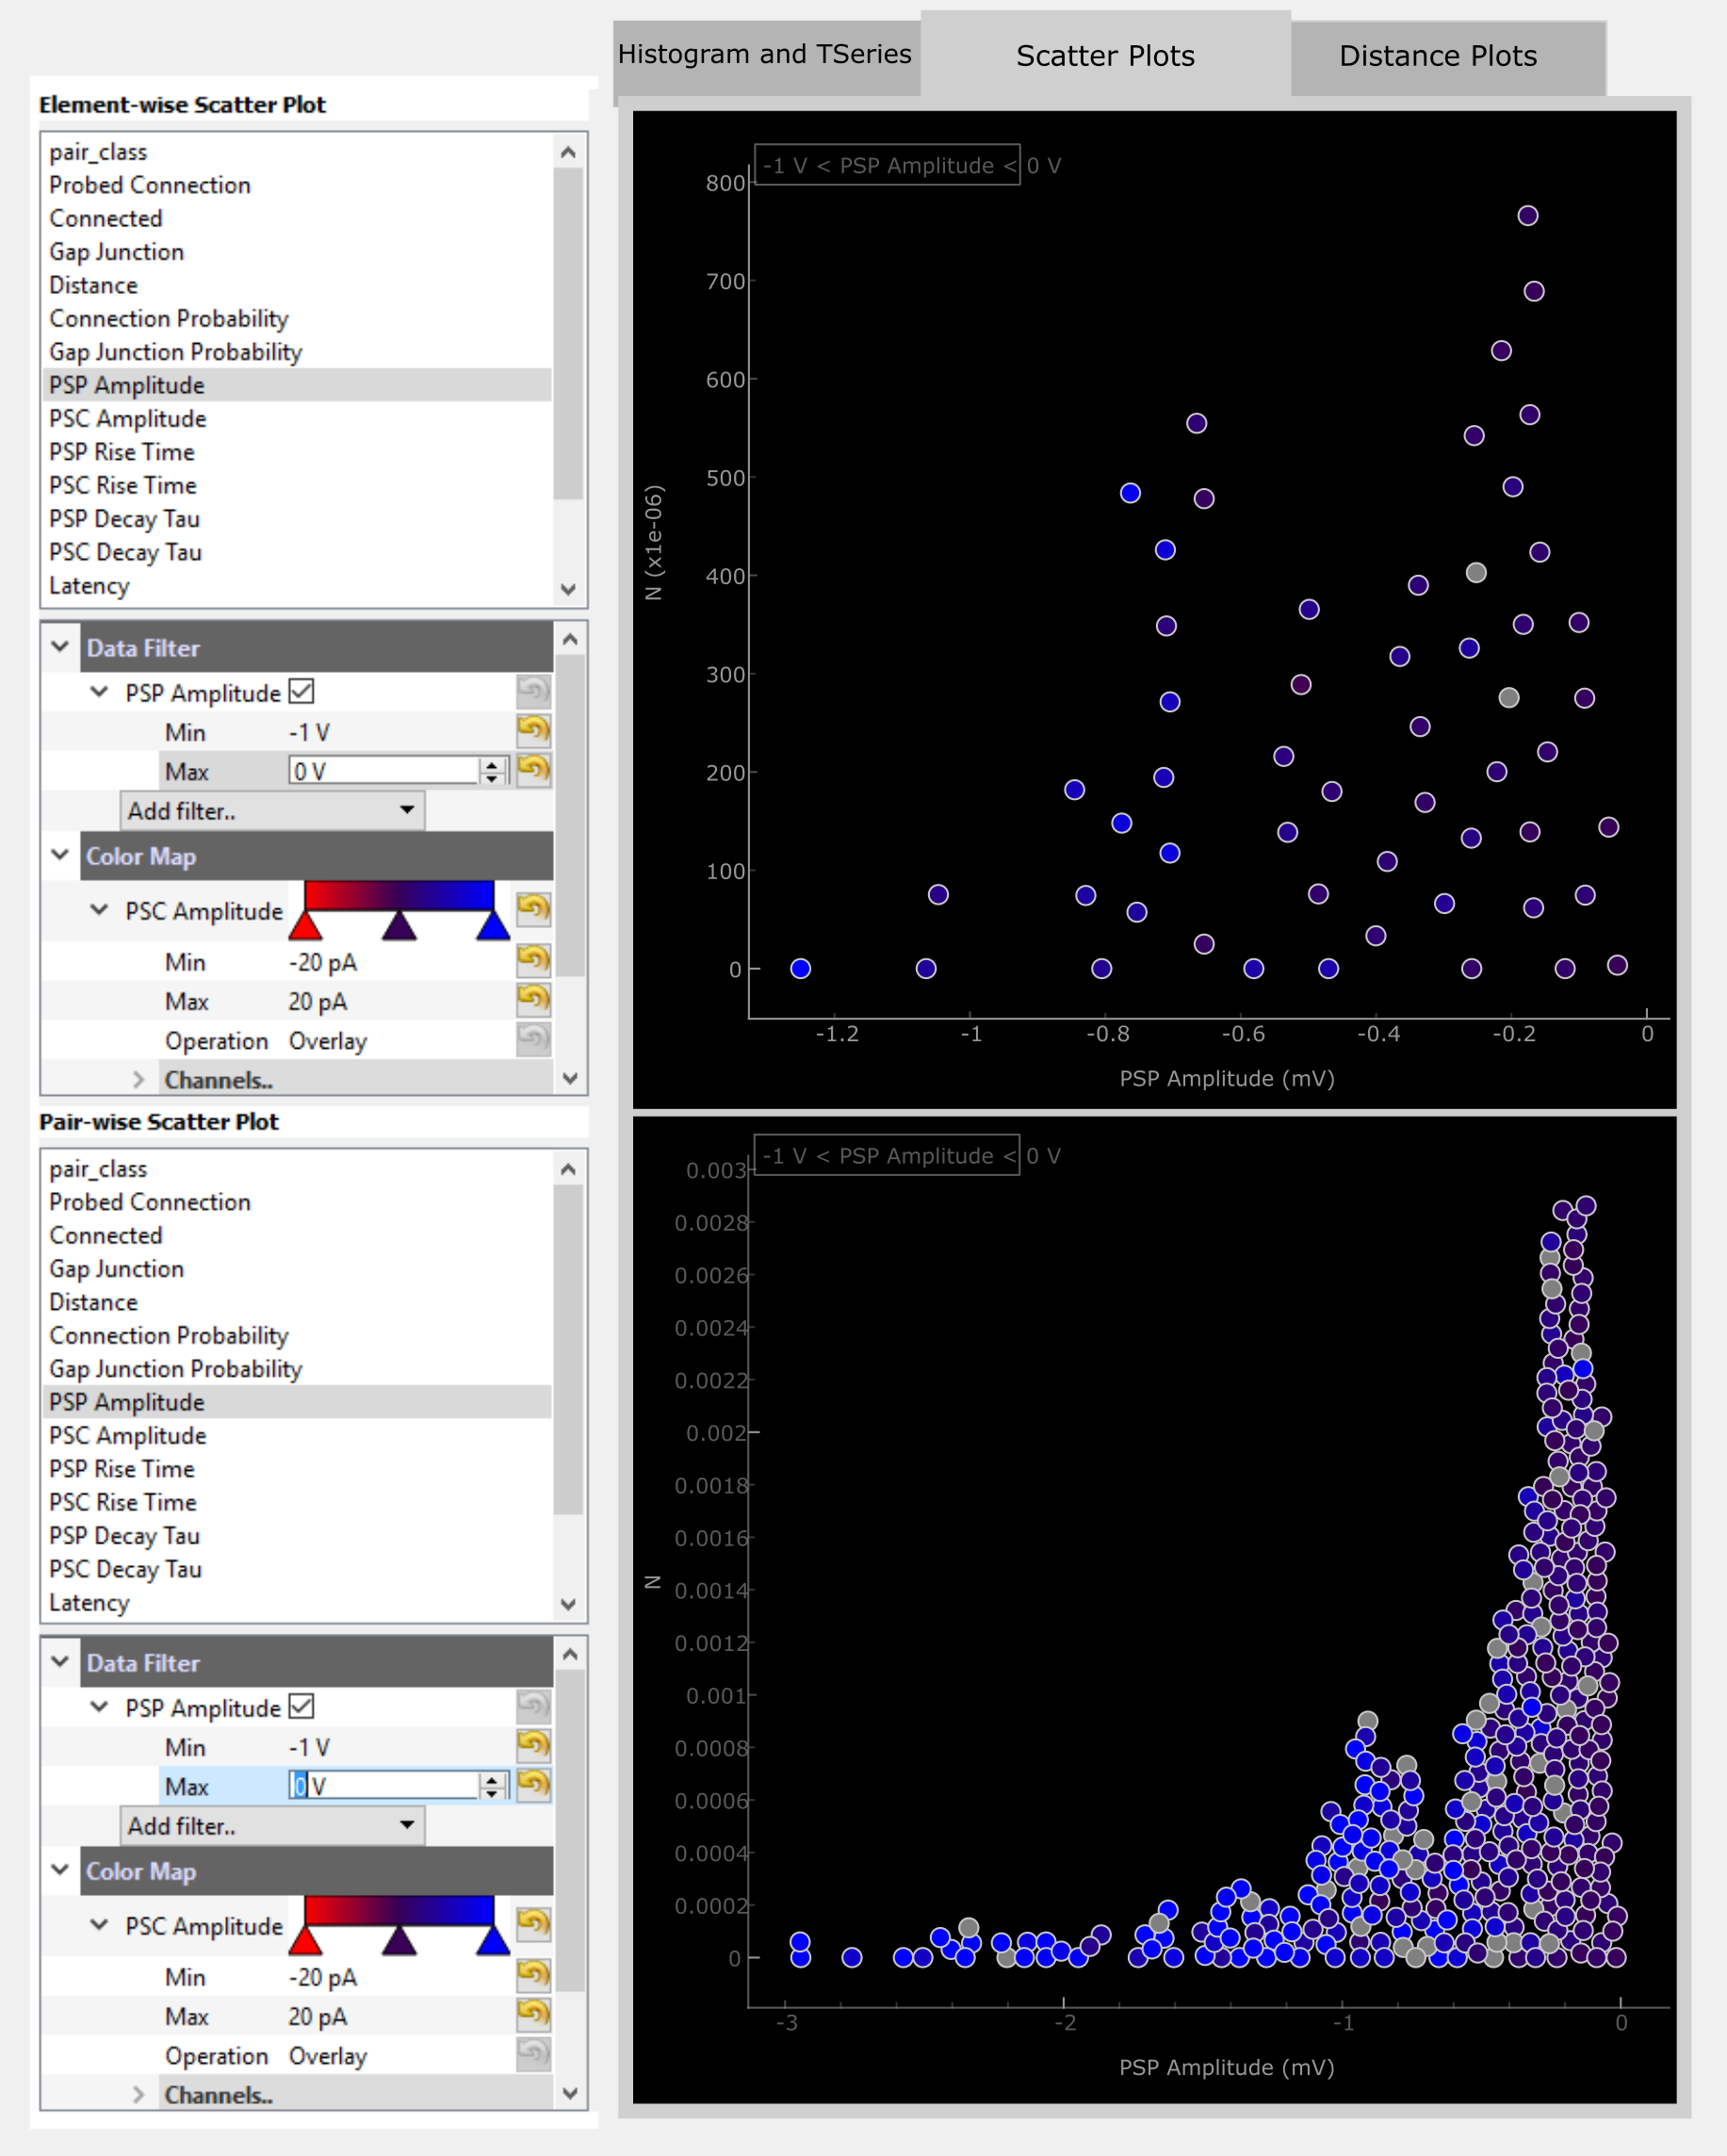 Histogram and TSeries
Scatter Plots
Distance Plots
Element-wise Scatter Plot
pair_class
Probed Connection
Connected
Gap Junction
Distance
Connection Probability
Gap Junction Probability
PSP Amplitude
PSC Amplitude
PSP Rise Time
PSC Rise Time
PSP Decay Tau
PSC Decay Tau
Latency
Data Filter
PSP Amplitude
Min -1 V
Max 0 V
Add filter..
Color Map
PSC Amplitude
Min -20 pA
Max 20 pA
Operation Overlay
Channels..
-1 V < PSP Amplitude < 0 V
800
700
600
500
400
300
200
100
0
N (x1e-06)
-1.2 -1 -0.8 -0.6 -0.4 -0.2 0
PSP Amplitude (mV)
Pair-wise Scatter Plot
pair_class
Probed Connection
Connected
Gap Junction
Distance
Connection Probability
Gap Junction Probability
PSP Amplitude
PSC Amplitude
PSP Rise Time
PSC Rise Time
PSP Decay Tau
PSC Decay Tau
Latency
Data Filter
PSP Amplitude
Min -1 V
Max 0 V
Add filter..
Color Map
PSC Amplitude
Min -20 pA
Max 20 pA
Operation Overlay
Channels..
-1 V < PSP Amplitude < 0 V
0.003
0.0028
0.0026
0.0024
0.0022
0.002
0.0018
0.0016
0.0014
0.0012
0.001
0.0008
0.0006
0.0004
0.0002
0
N
-3 -2 -1 0
PSP Amplitude (mV)